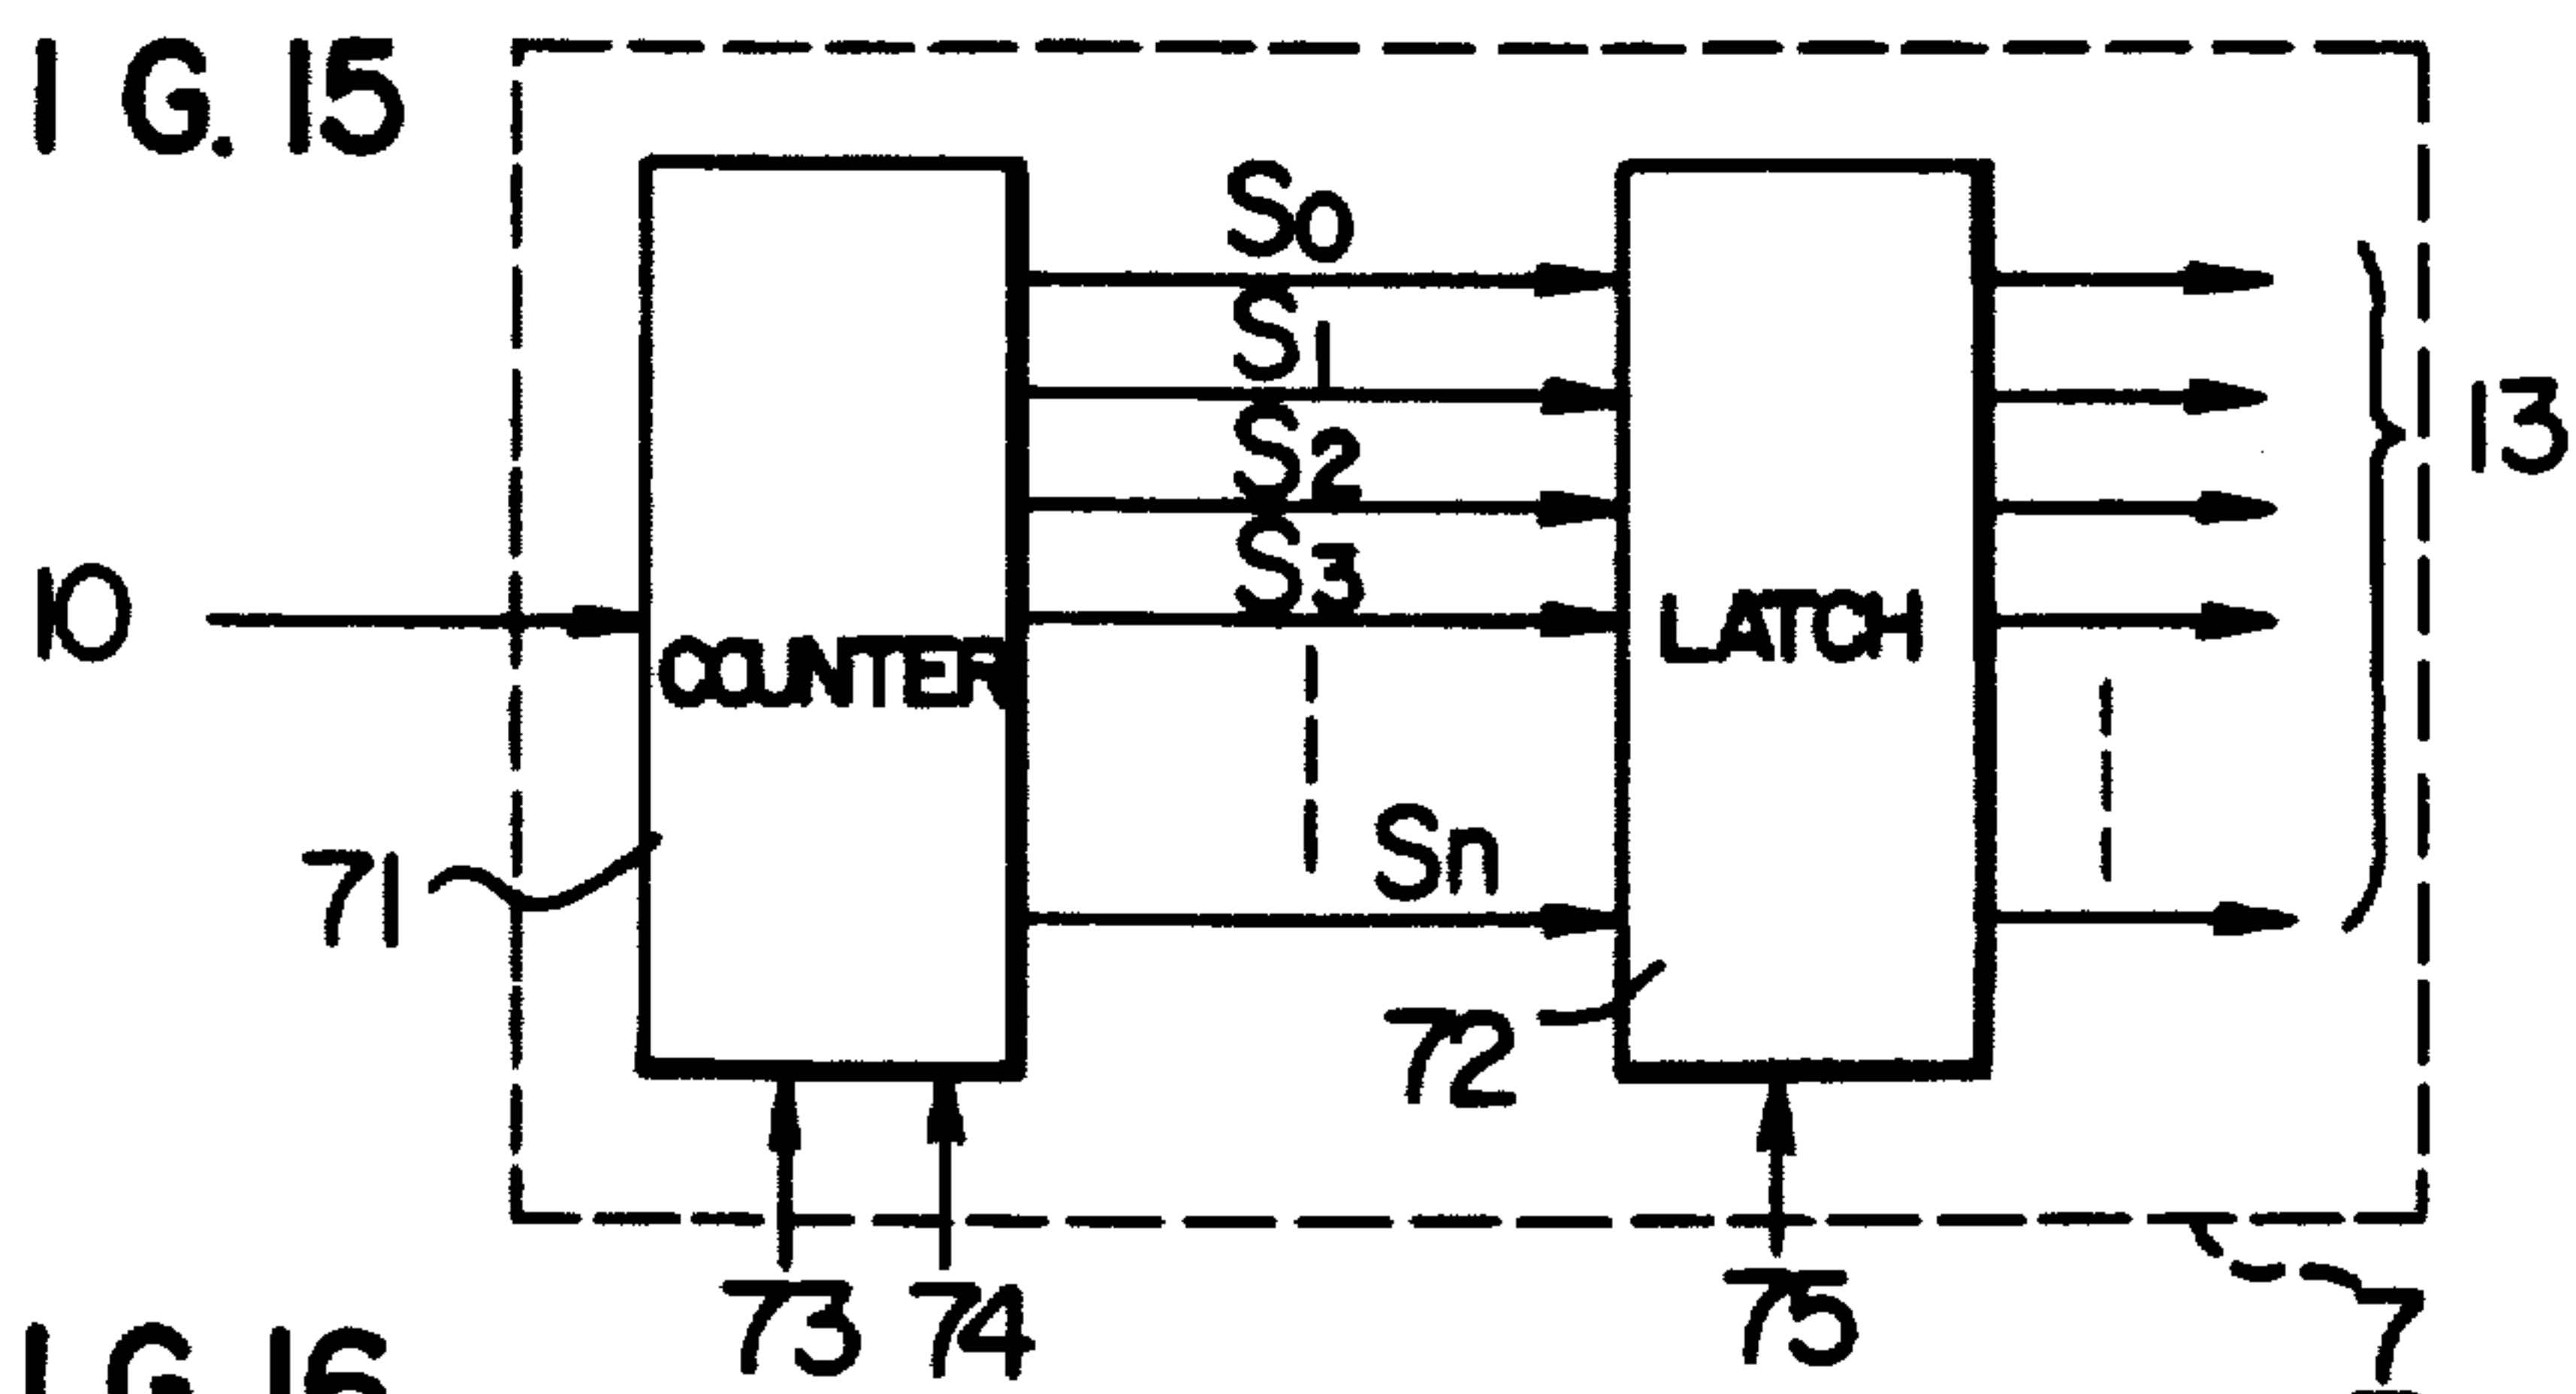 I G. 15
S0
S1
S2
S3
Sn
10
COUNTER
LATCH
13
71
72
73
74
75
7
I G. 16